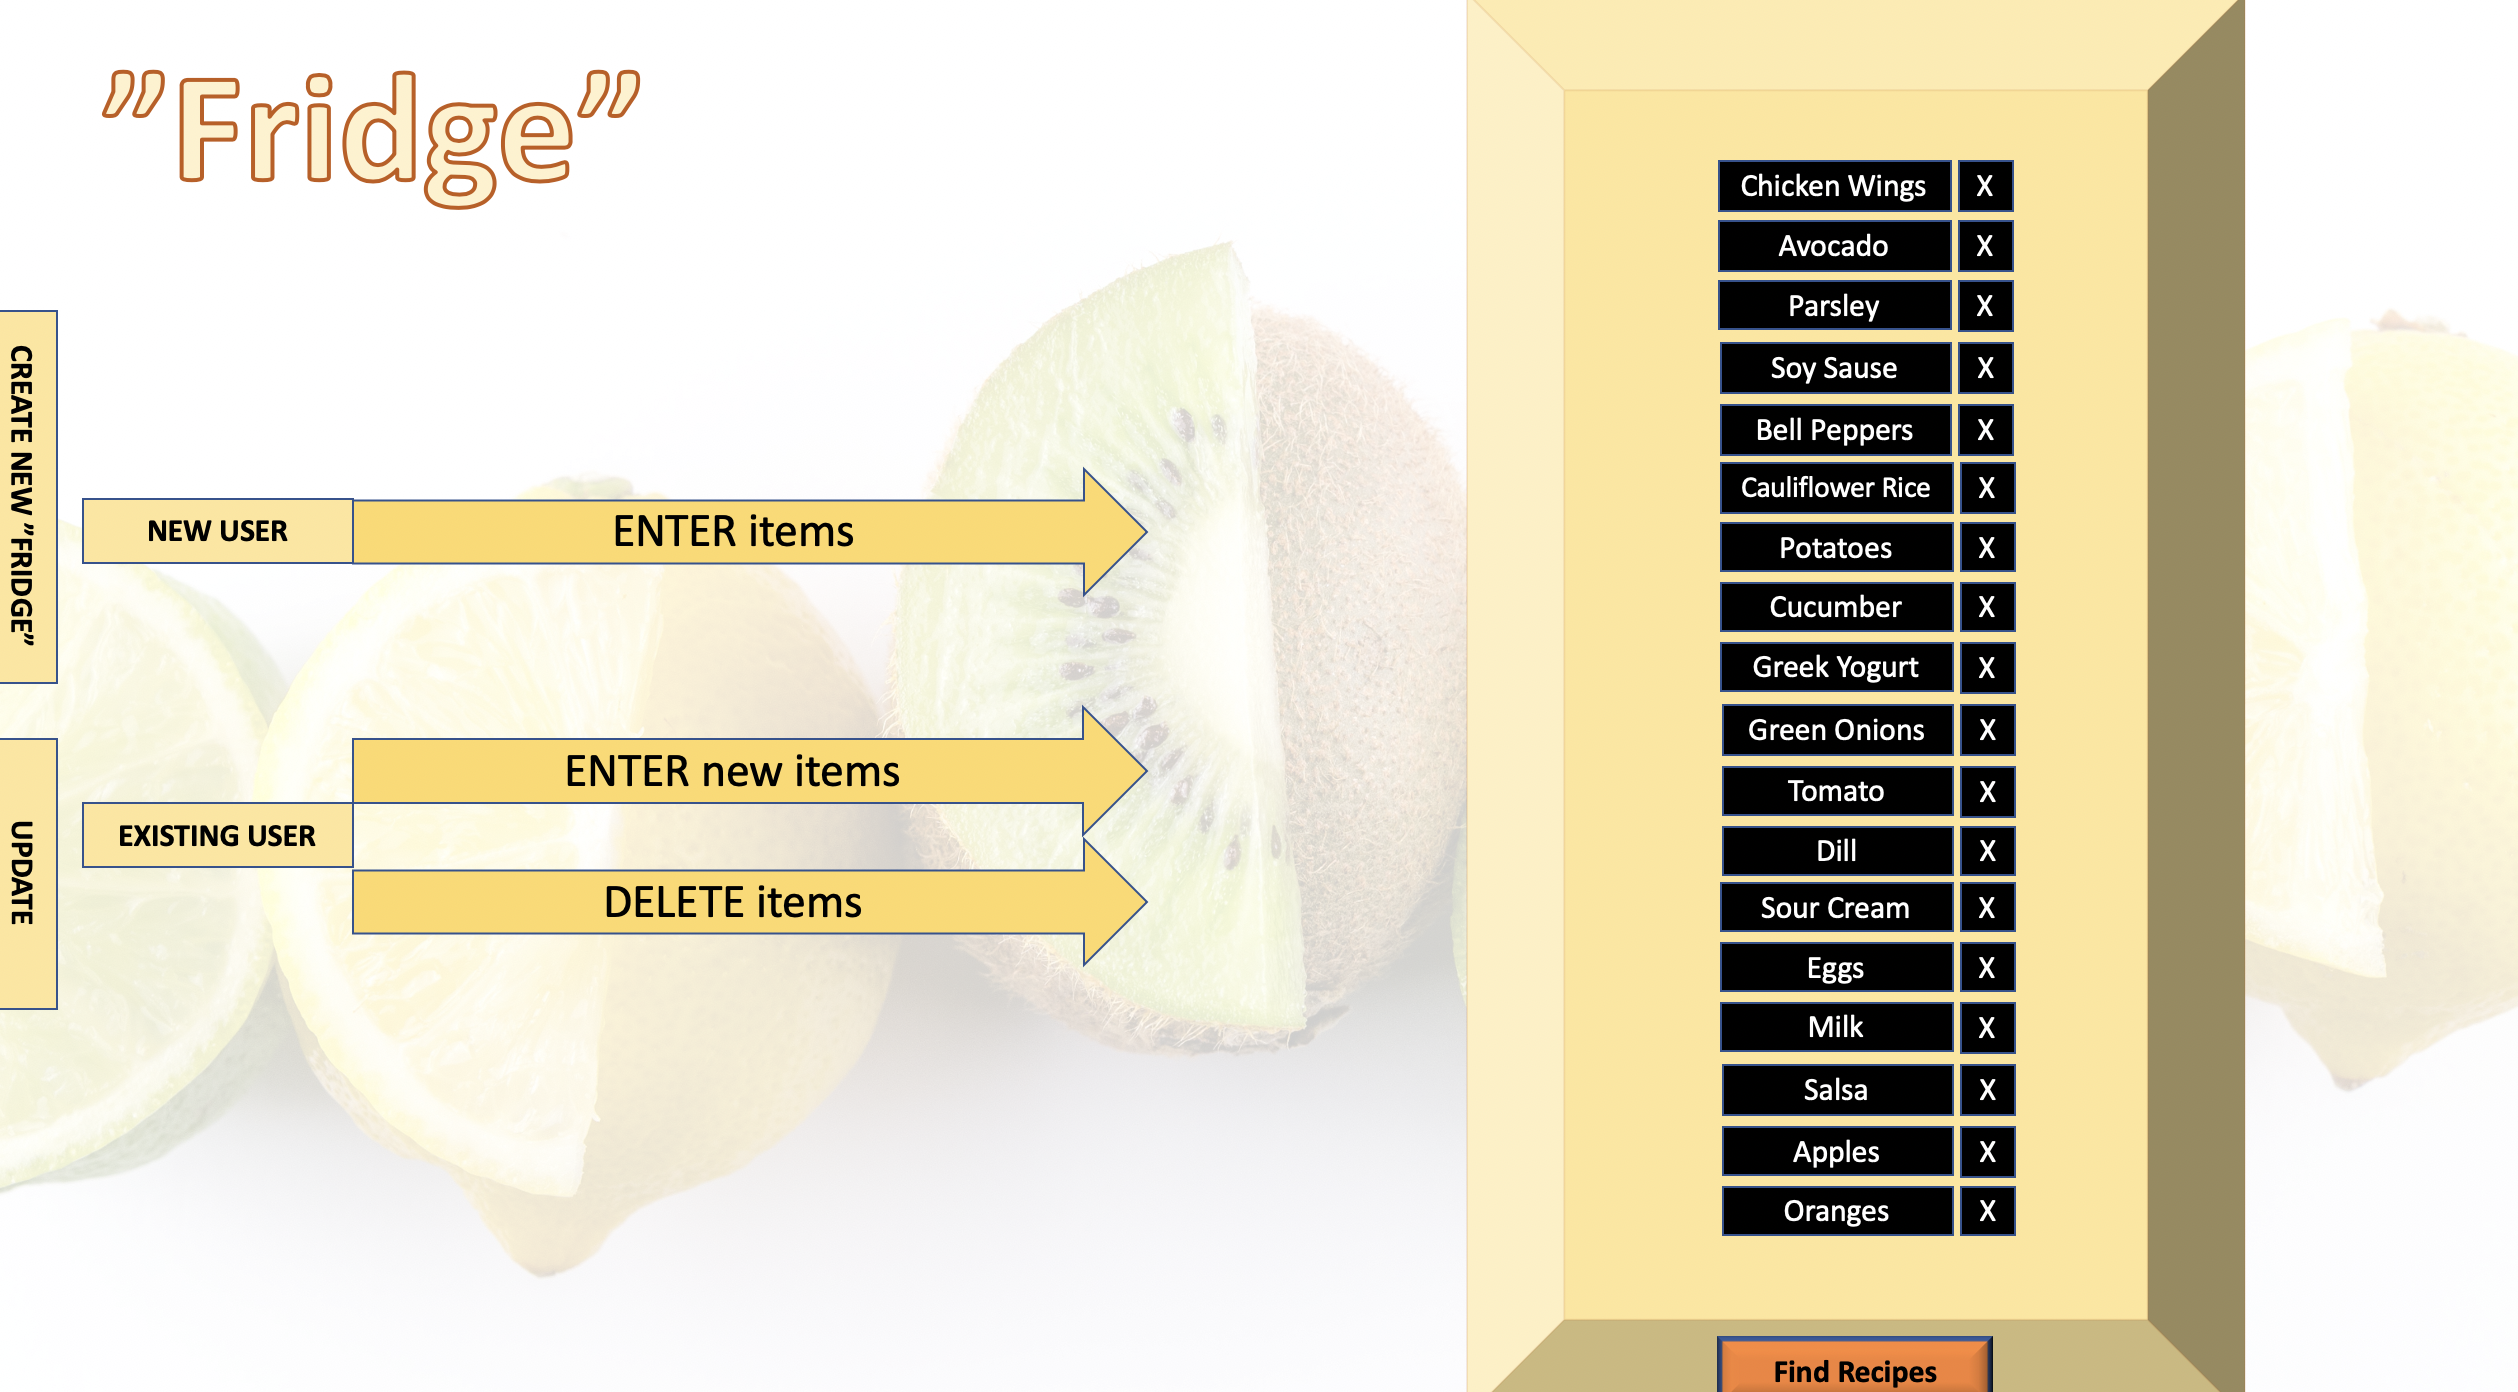 ”Fridge”
CREATE NEW ”FRIDGE”
NEW USER
ENTER items
UPDATE
EXISTING USER
ENTER new items
DELETE items
Chicken Wings X
Avocado X
Parsley X
Soy Sause X
Bell Peppers X
Cauliflower Rice X
Potatoes X
Cucumber X
Greek Yogurt X
Green Onions X
Tomato X
Dill X
Sour Cream X
Eggs X
Milk X
Salsa X
Apples X
Oranges X
Find Recipes